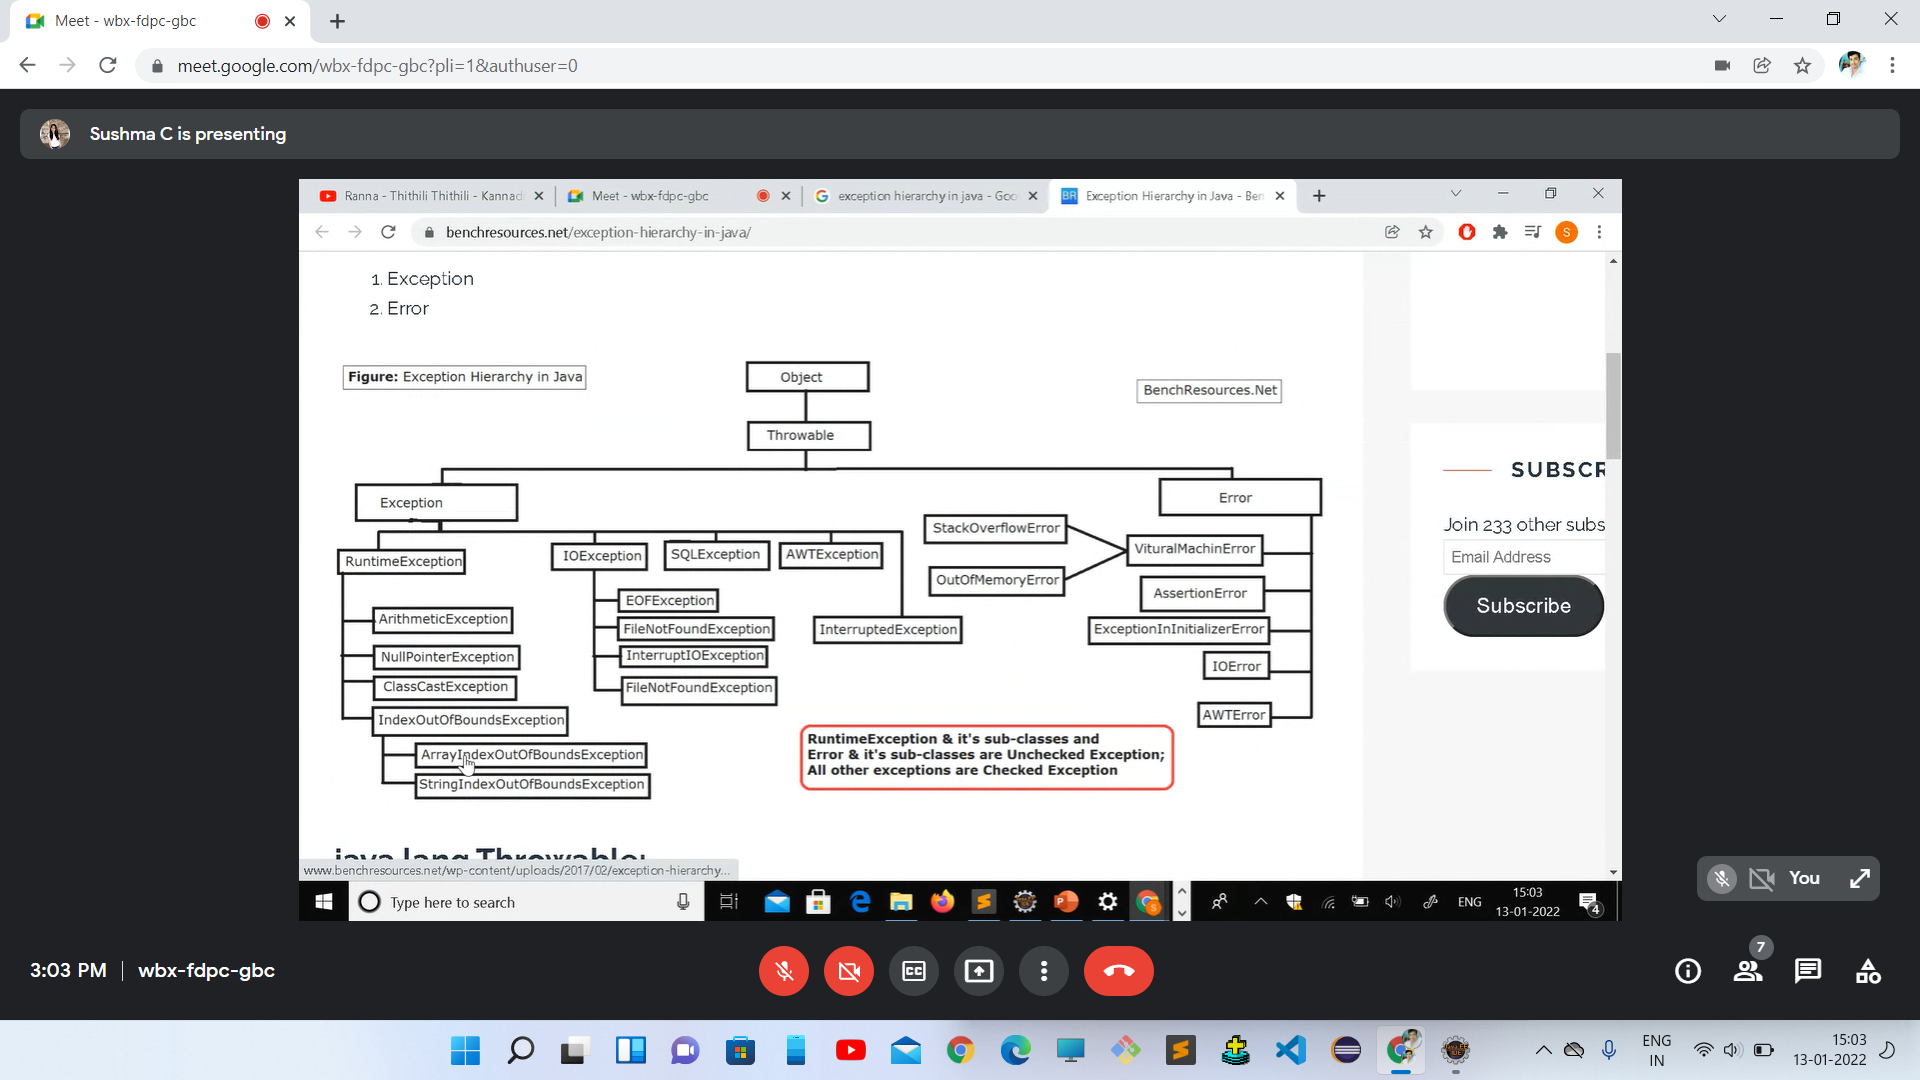 Meet - wbx-fdpc-gbc
meet.google.com/wbx-fdpc-gbc?pli=1&authuser=0
Sushma C is presenting
Ranna - Thithili Thithili - Kannad
Meet - wbx-fdpc-gbc
exception hierarchy in java - Goo
BR
Exception Hierarchy in Java - Ben
benchresources.net/exception-hierarchy-in-java/
S
1. Exception
2. Error
Figure: Exception Hierarchy in Java
Object
BenchResources.Net
Throwable
SUBSCR
Exception
Error
Join 233 other subs
StackOverflowError
VituralMachinError
Email Address
RuntimeException
IOException
SQLException
AWTException
OutOfMemoryError
AssertionError
Subscribe
EOFException
ArithmeticException
FileNotFoundException
InterruptedException
ExceptionInInitializerError
NullPointerException
InterruptIOException
IOError
ClassCastException
FileNotFoundException
IndexOutOfBoundsException
AWTError
ArrayIndexOutOfBoundsException
StringIndexOutOfBoundsException
RuntimeException & it's sub-classes and
Error & it's sub-classes are Unchecked Exception;
All other exceptions are Checked Exception
java.lang.Throwable:
www.benchresources.net/wp-content/uploads/2017/02/exception-hierarchy...
You
Type here to search
ENG
15:03
13-01-2022
4
3:03 PM
wbx-fdpc-gbc
CC
7
ENG
IN
15:03
13-01-2022